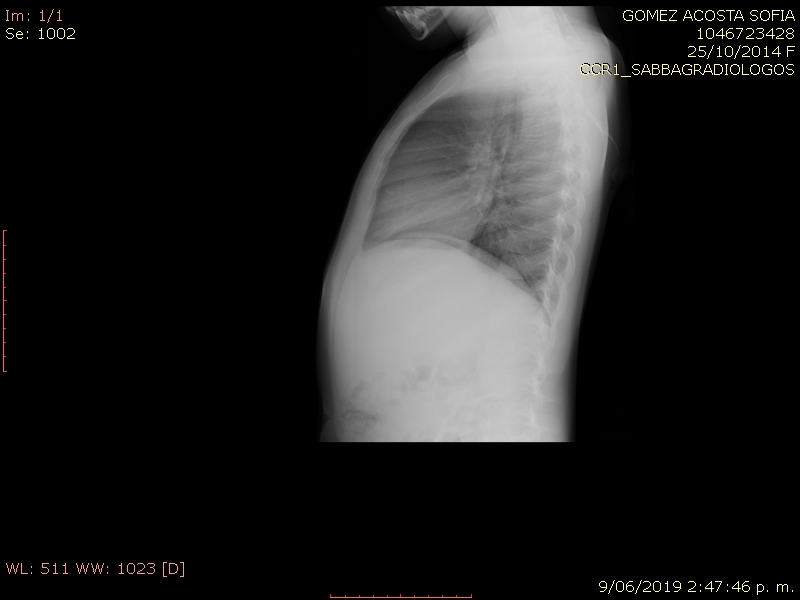 Im: 1/1
Se: 1002
GOMEZ ACOSTA SOFIA
1046723428
25/10/2014 F
CCR1_SABBAGRADIOLOGOS
WL: 511 WW: 1023 [D]
9/06/2019 2:47:46 p. m.